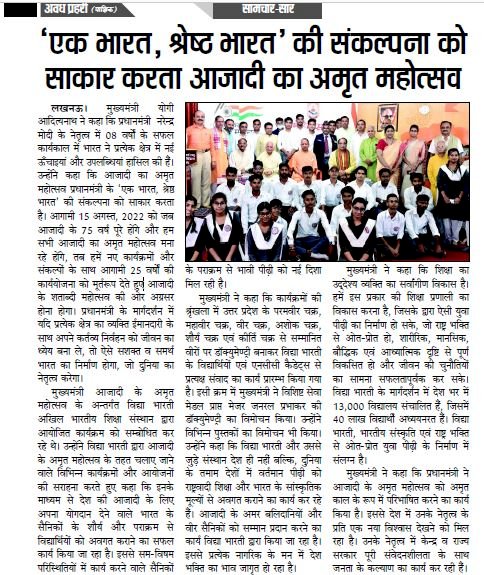 अवध प्रहरी (पाक्षिक)
सामचार-सार
'एक भारत, श्रेष्ठ भारत' की संकल्पना को
साकार करता आजादी का अमृत महोत्सव
लखनऊ। मुख्यमंत्री योगी
आदित्यनाथ ने कहा कि प्रधानमंत्री नरेन्द्र
मोदी के नेतृत्व में 08 वर्षों के सफल
कार्यकाल में भारत ने प्रत्येक क्षेत्र में नई
ऊँचाइयां और उपलब्धियां हासिल की हैं।
उन्होंने कहा कि आजादी का अमृत
महोत्सव प्रधानमंत्री के 'एक भारत, श्रेष्ठ
भारत' की संकल्पना को साकार करता
है। आगामी 15 अगस्त, 2022 को जब
आजादी के 75 वर्ष पूरे होंगे और हम
सभी आजादी का अमृत महोत्सव मना
रहे होंगे, तब हमें नए कार्यक्रमों और
संकल्पों के साथ आगामी 25 वर्षों की
कार्ययोजना को मूर्तरूप देते हुए आजादी
के शताब्दी महोत्सव की ओर अग्रसर
होना होगा। प्रधानमंत्री के मार्गदर्शन में
यदि प्रत्येक क्षेत्र का व्यक्ति ईमानदारी के
साथ अपने कर्तव्य निर्वहन को जीवन का
ध्येय बना ले, तो ऐसे सशक्त व समर्थ
भारत का निर्माण होगा, जो दुनिया का
नेतृत्व करेगा।
मुख्यमंत्री आजादी के अमृत
महोत्सव के अन्तर्गत विद्या भारती
अखिल भारतीय शिक्षा संस्थान द्वारा
आयोजित कार्यक्रम को सम्बोधित कर
रहे थे। उन्होंने विद्या भारती द्वारा आजादी
के अमृत महोत्सव के तहत चलाए जाने
वाले विभिन्न कार्यक्रमों और आयोजनों
की सराहना करते हुए कहा कि इनके
माध्यम से देश की आजादी के लिए
अपना योगदान देने वाले भारत के
सैनिकों के शौर्य और पराक्रम से
विद्यार्थियों को अवगत कराने का सफल
कार्य किया जा रहा है। इससे सम-विषम
परिस्थितियों में कार्य करने वाले सैनिकों
के पराक्रम से भावी पीढ़ी को नई दिशा
मिल रही है।
मुख्यमंत्री ने कहा कि कार्यक्रमों की
श्रृंखला में उत्तर प्रदेश के परमवीर चक्र,
महावीर चक्र, वीर चक्र, अशोक चक्र,
शौर्य चक्र एवं कीर्ति चक्र से सम्मानित
वीरों पर डॉक्युमेण्ट्री बनाकर विद्या भारती
के विद्यार्थियों एवं एनसीसी कैडेट्स से
प्रत्यक्ष संवाद का कार्य प्रारम्भ किया गया
है। इसी क्रम में मुख्यमंत्री ने विशिष्ट सेवा
मेडल प्राप्त मेजर जनरल प्रभाकर की
डॉक्युमेण्ट्री का विमोचन किया। उन्होंने
विभिन्न पुस्तकों का विमोचन भी किया।
उन्होंने कहा कि विद्या भारती और उससे
जुड़े संस्थान देश ही नहीं बल्कि, दुनिया
के तमाम देशों में वर्तमान पीढ़ी को
राष्ट्रवादी शिक्षा और भारत के सांस्कृतिक
मूल्यों से अवगत कराने का कार्य कर रहे
हैं। आजादी के अमर बलिदानियों और
वीर सैनिकों को सम्मान प्रदान करने का
कार्य विद्या भारती द्वारा किया जा रहा है।
इससे प्रत्येक नागरिक के मन में देश
भक्ति का भाव जागृत हो रहा है।
मुख्यमंत्री ने कहा कि शिक्षा का
उद्देश्य व्यक्ति का सर्वांगीण विकास है।
हमें इस प्रकार की शिक्षा प्रणाली का
विकास करना है, जिसके द्वारा ऐसी युवा
पीढ़ी का निर्माण हो सके, जो राष्ट्र भक्ति
से ओत-प्रोत हो, शारीरिक, मानसिक,
बौद्धिक एवं आध्यात्मिक दृष्टि से पूर्ण
विकसित हो और जीवन की चुनौतियों
का सामना सफलतापूर्वक कर सके।
विद्या भारती के मार्गदर्शन में देश भर में
13,000 विद्यालय संचालित हैं, जिसमें
40 लाख विद्यार्थी अध्ययनरत हैं। विद्या
भारती, भारतीय संस्कृति एवं राष्ट्र भक्ति
से ओत-प्रोत युवा पीढ़ी के निर्माण में
संलग्न है।
मुख्यमंत्री ने कहा कि प्रधानमंत्री ने
आजादी के अमृत महोत्सव को अमृत
काल के रूप में परिभाषित करने का कार्य
किया है। इससे देश में उनके नेतृत्व के
प्रति एक नया विश्वास देखने को मिल
रहा है। उनके नेतृत्व में केन्द्र व राज्य
सरकार पूरी संवेदनशीलता के साथ
जनता के कल्याण का कार्य कर रही हैं।